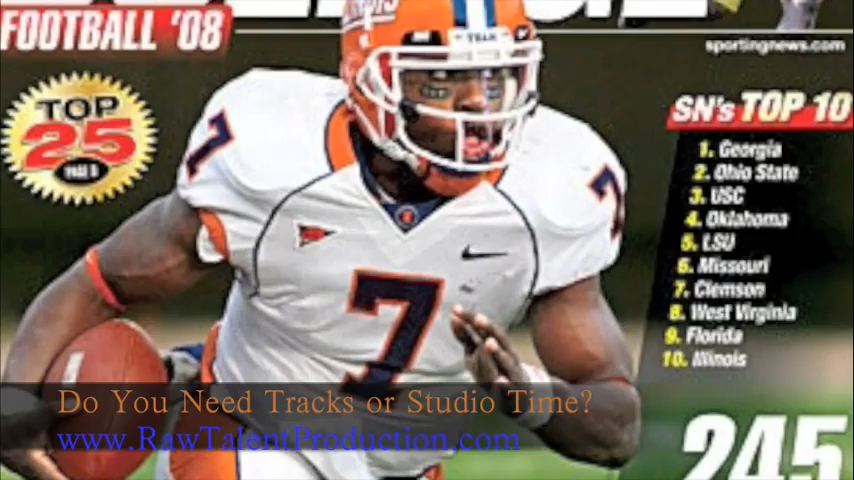 FOOTBALL '08
sportingnews.com
TOP
25
SN's TOP 10
1. Georgia
2. Ohio State
3. USC
4. Oklahoma
5. LSU
6. Missouri
7. Clemson
8. West Virginia
9. Florida
10. Illinois
TEAM
7
7
7
245
Do You Need Tracks or Studio Time?
www.RawTalentProduction.com